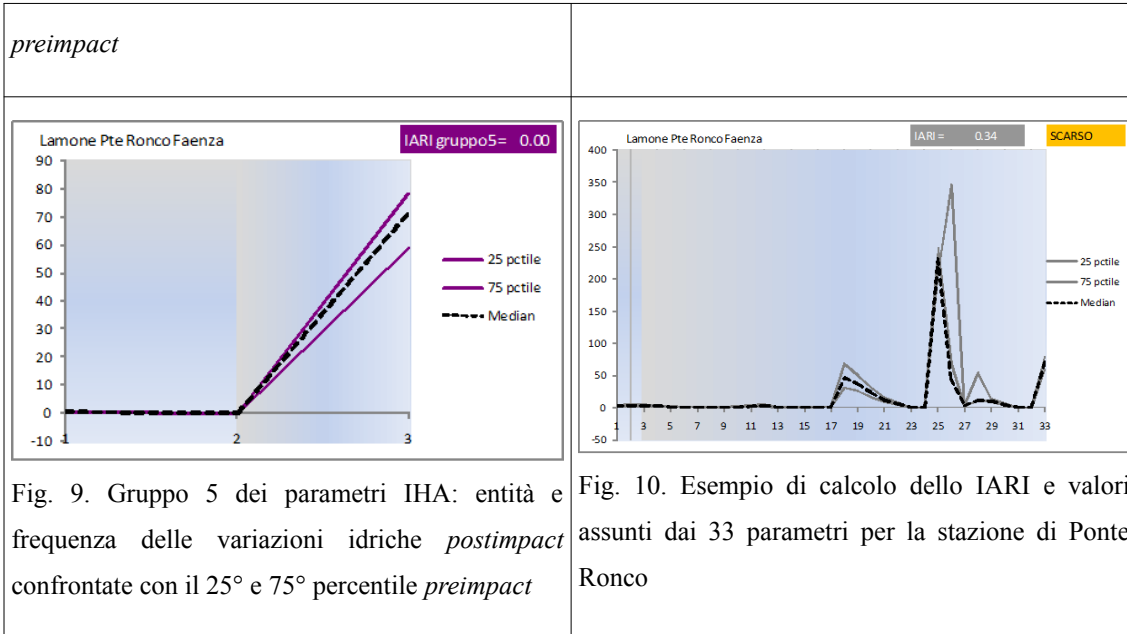 preimpact
Lamone Pte Ronco Faenza
IARI gruppo5= 0.00
90
80
70
60
50
40
30
20
10
0
-10
1
2
3
25 pctile
75 pctile
Median
Fig. 9. Gruppo 5 dei parametri IHA: entità e
frequenza delle variazioni idriche postimpact
confrontate con il 25° e 75° percentile preimpact
Lamone Pte Ronco Faenza
IARI = 0.34
SCARSO
400
350
300
250
200
150
100
50
0
-50
1 3 5 7 9 11 13 15 17 19 21 23 25 27 29 31 33
25 pctile
75 pctile
Median
Fig. 10. Esempio di calcolo dello IARI e valori
assunti dai 33 parametri per la stazione di Ponte
Ronco